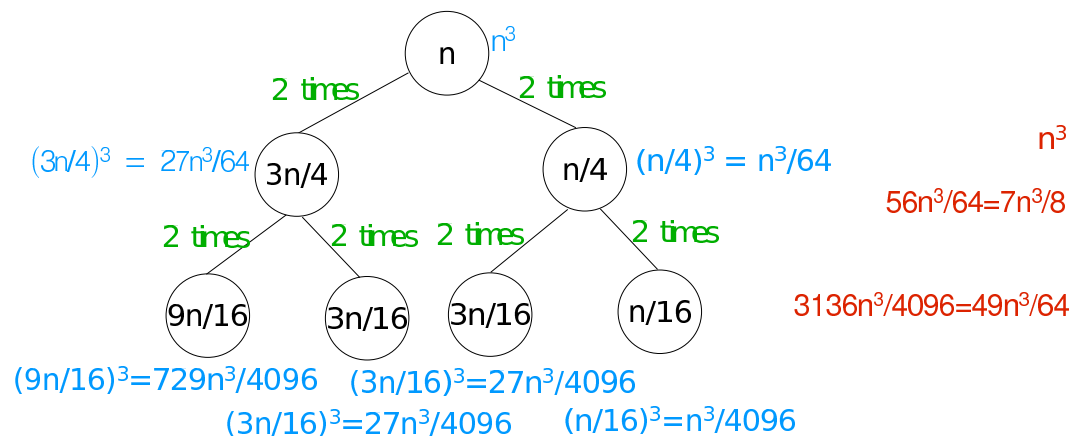 n n³
2 times 2 times
n³
(3n/4)³ = 27n³/64 3n/4 n/4 (n/4)³ = n³/64
56n³/64=7n³/8
2 times 2 times 2 times 2 times
9n/16 3n/16 3n/16 n/16 3136n³/4096=49n³/64
(9n/16)³=729n³/4096 (3n/16)³=27n³/4096
(3n/16)³=27n³/4096 (n/16)³=n³/4096